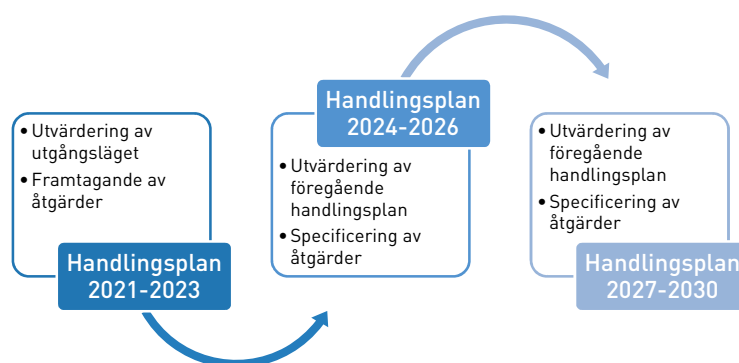 • Utvärdering av
utgångsläget
• Framtagande av
åtgärder
Handlingsplan
2021-2023
Handlingsplan
2024-2026
• Utvärdering av
föregående
handlingsplan
• Specificering av
åtgärder
• Utvärdering av
föregående
handlingsplan
• Specificering av
åtgärder
Handlingsplan
2027-2030